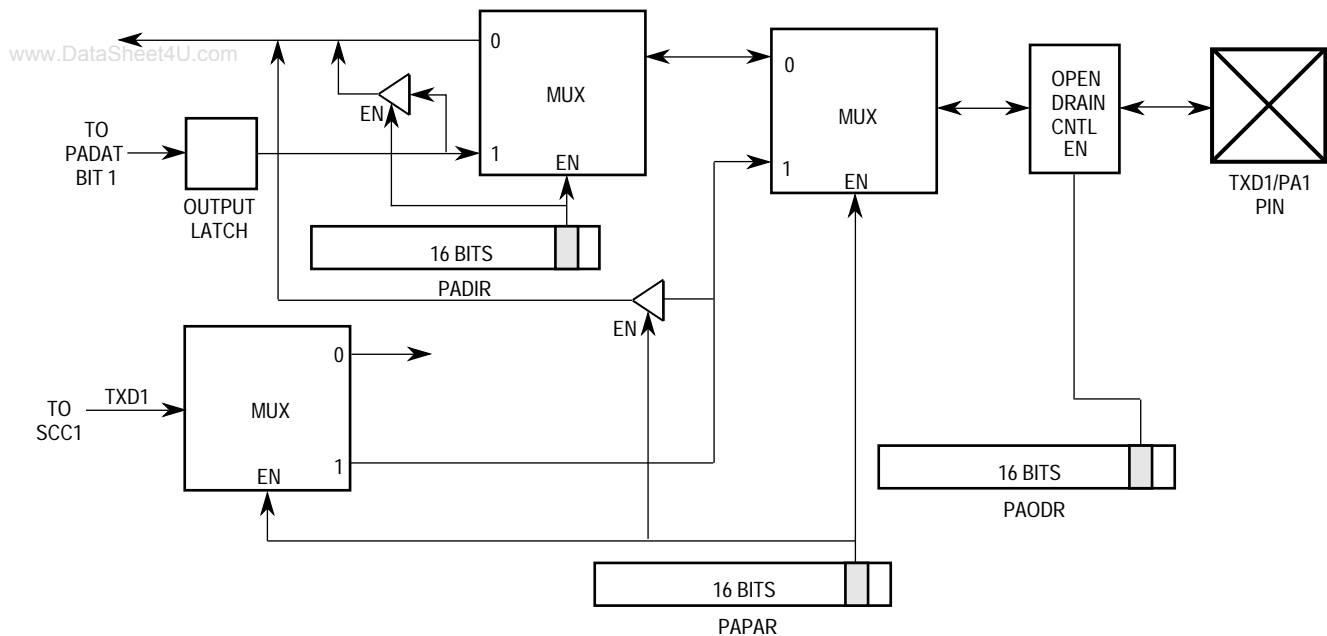 www.DataSheet4U.com
0
MUX
1
EN
EN
TO
PADAT
BIT 1
OUTPUT
LATCH
16 BITS
PADIR
0
MUX
1
EN
OPEN
DRAIN
CNTL
EN
TXD1/PA1
PIN
EN
TO
SCC1
TXD1
0
MUX
1
EN
16 BITS
PAODR
16 BITS
PAPAR